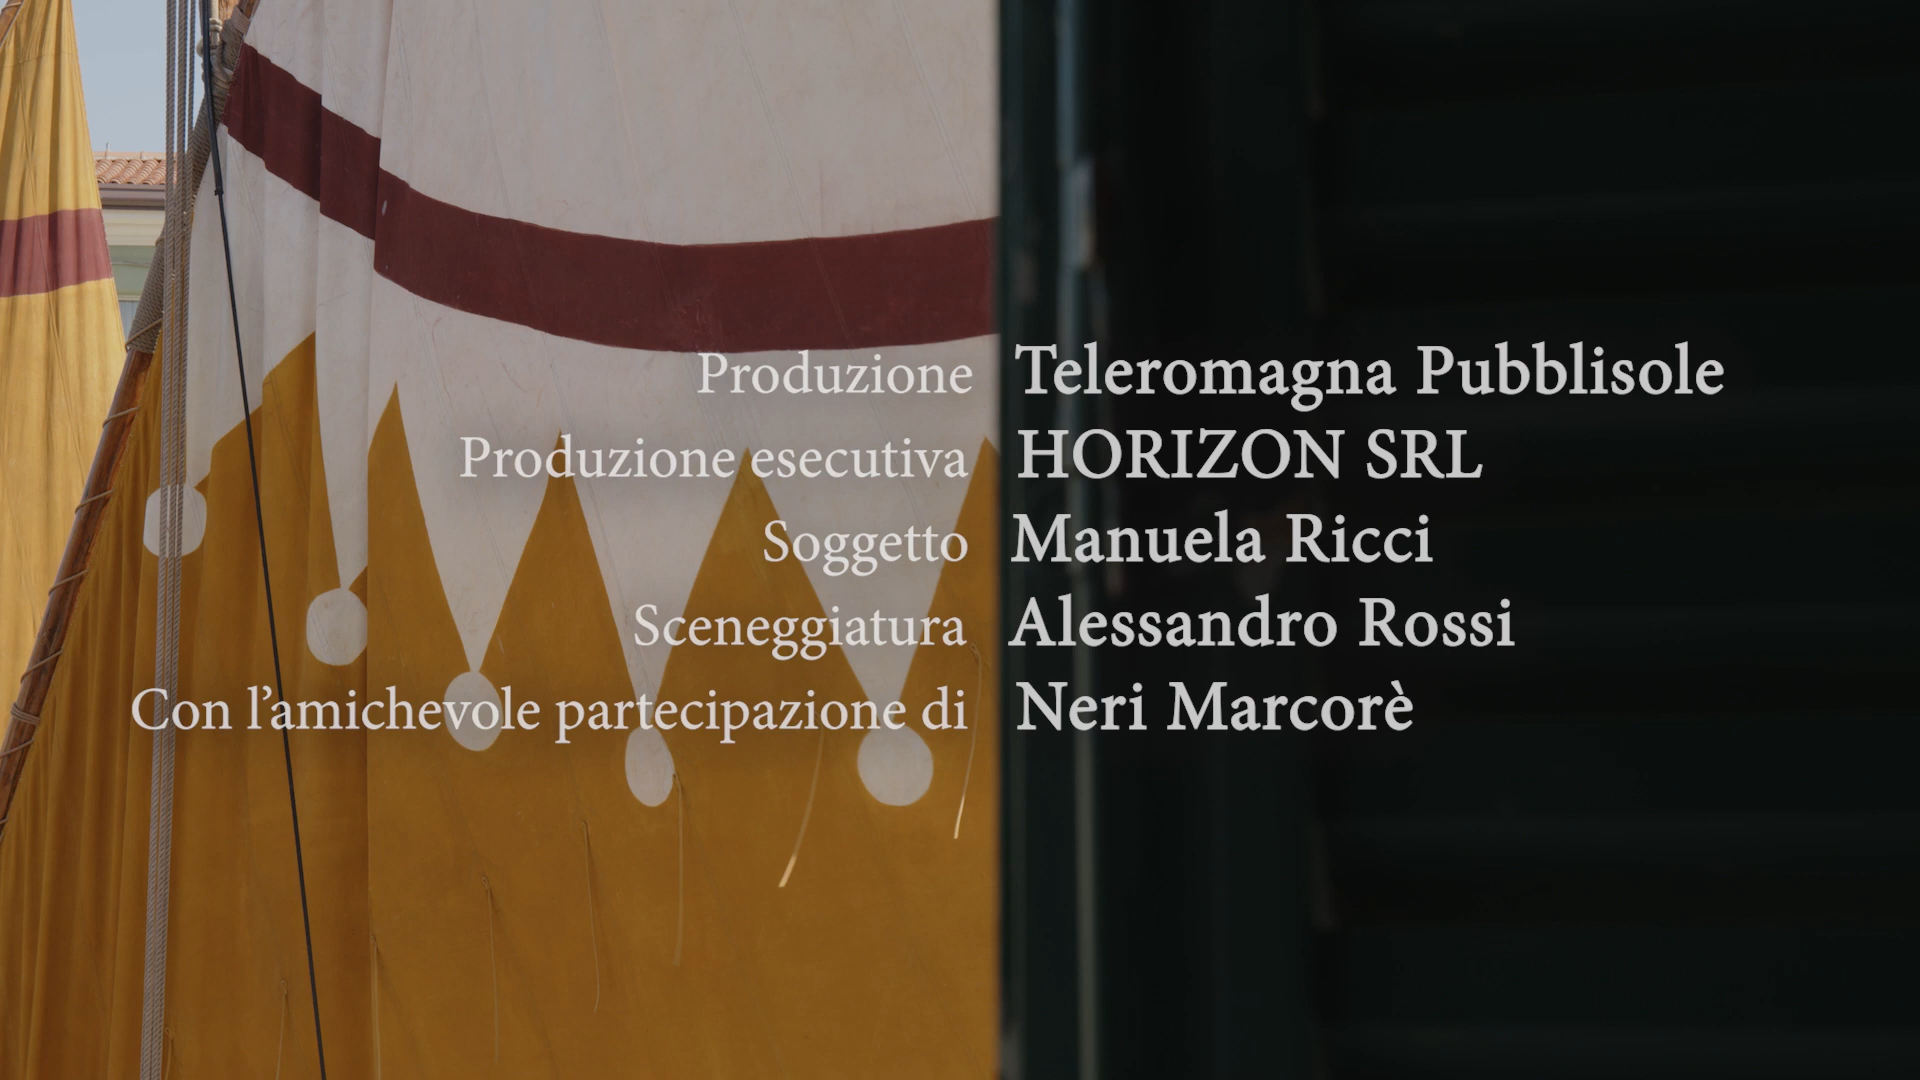 Produzione Teleromagna Pubblisole
Produzione esecutiva HORIZON SRL
Soggetto Manuela Ricci
Sceneggiatura Alessandro Rossi
Con l’amichevole partecipazione di Neri Marcorè